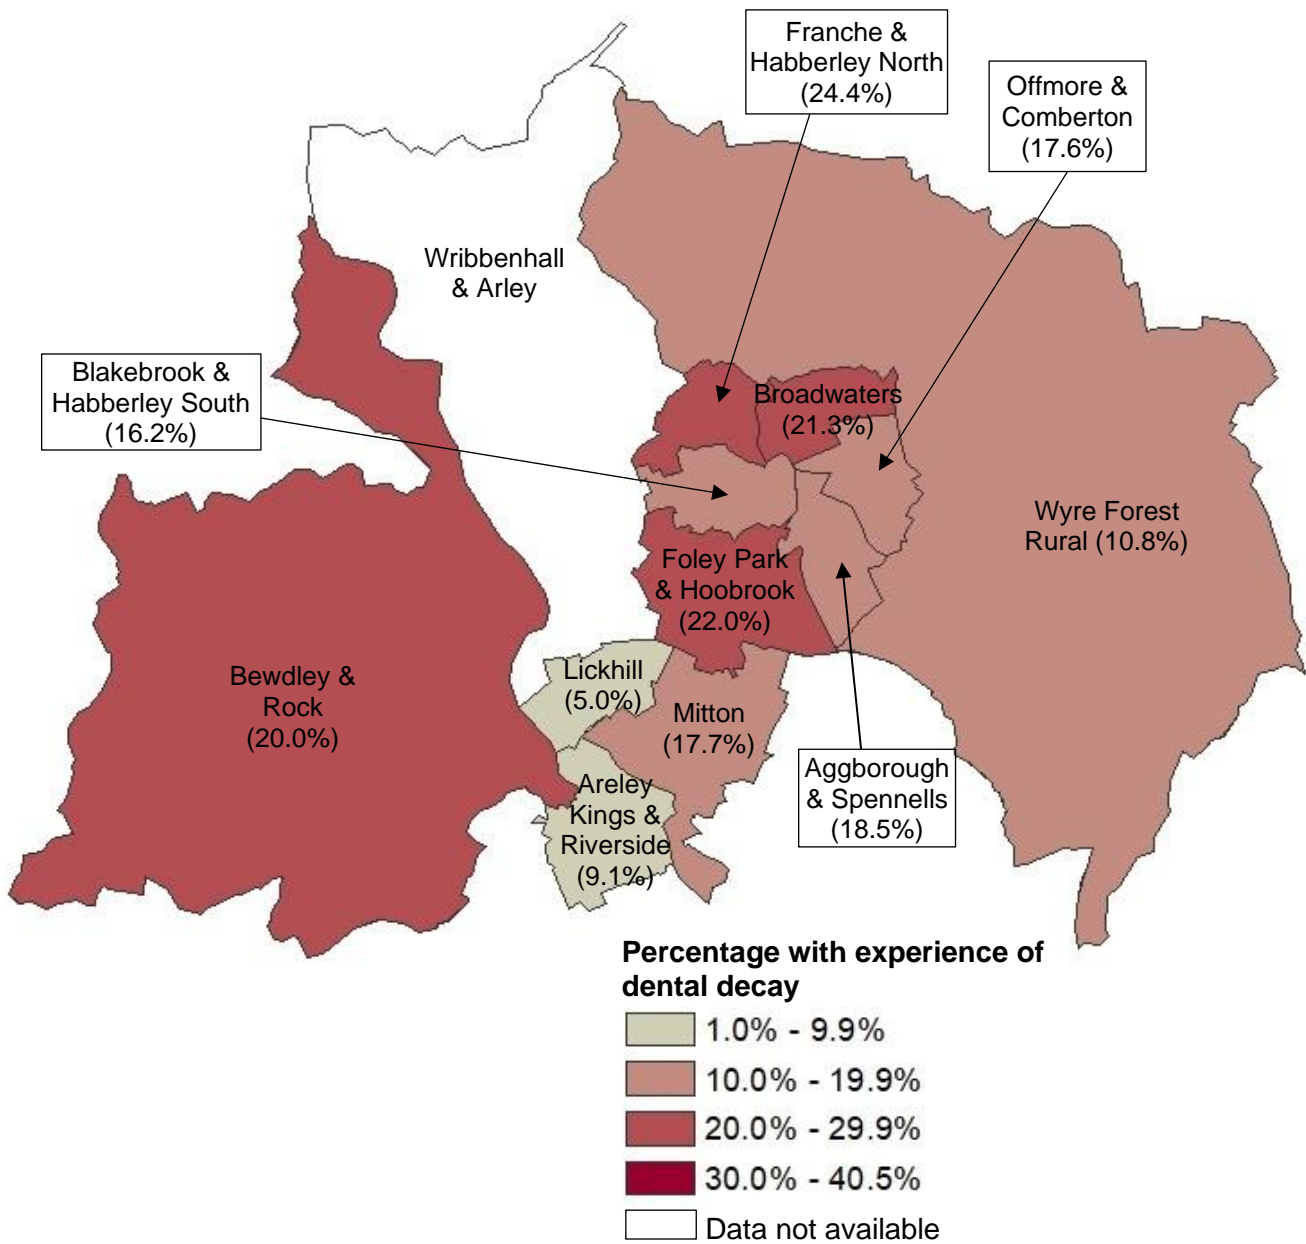 Franche &
Habberley North
(24.4%)
Offmore &
Comberton
(17.6%)
Wribbenhall
& Arley
Blakebrook &
Habberley South
(16.2%)
Broadwaters
(21.3%)
Wyre Forest
Rural (10.8%)
Foley Park
& Hoobrook
(22.0%)
Bewdley &
Rock
(20.0%)
Lickhill
(5.0%)
Mitton
(17.7%)
Aggborough
& Spennells
(18.5%)
Areley
Kings &
Riverside
(9.1%)
Percentage with experience of
dental decay
1.0% - 9.9%
10.0% - 19.9%
20.0% - 29.9%
30.0% - 40.5%
Data not available